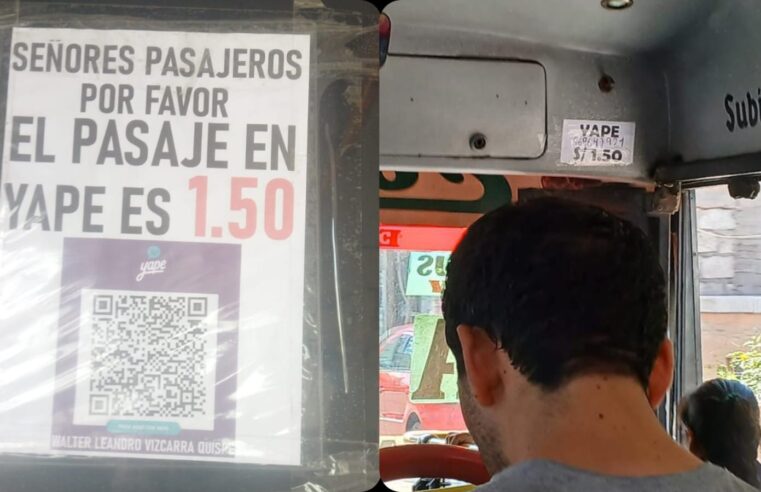 SEÑORES PASAJEROS
POR FAVOR
EL PASAJE EN
YAPE ES 1.50
yape
WALTER LEANDRO VIZCARRA QUISPE
YAPE
S/ 1.50
Subi